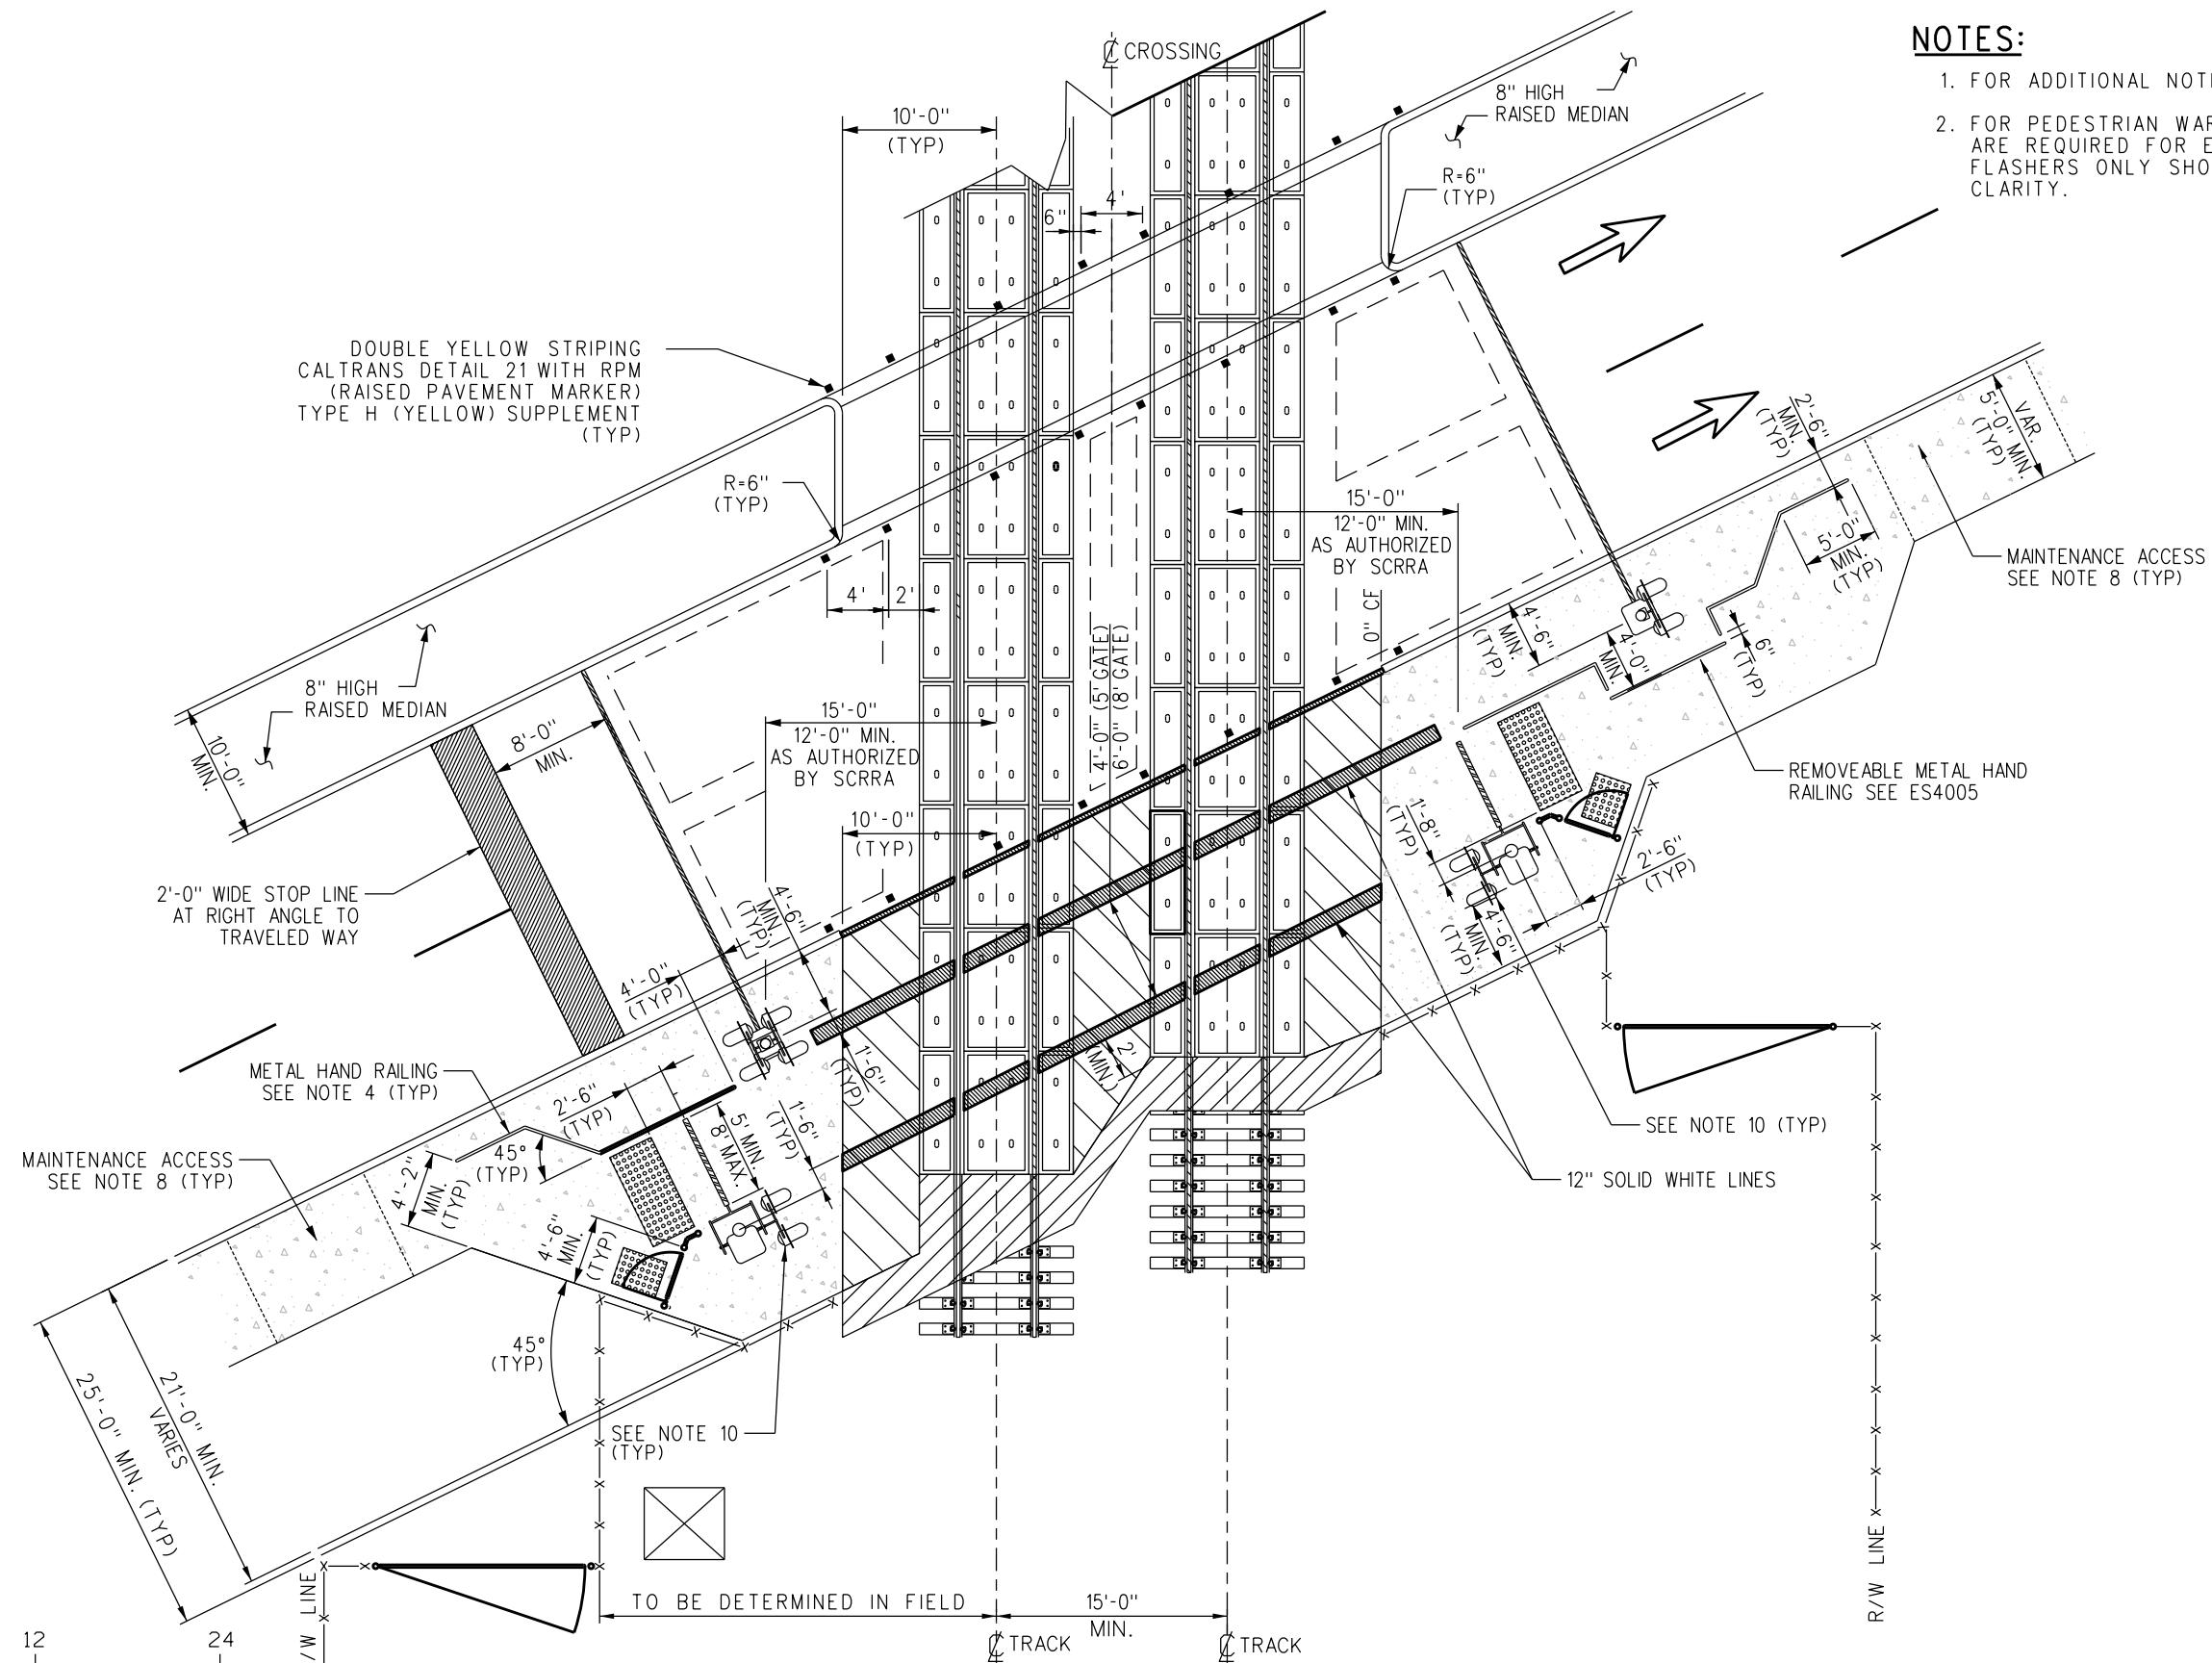 NOTES:
1. FOR ADDITIONAL NOT
2. FOR PEDESTRIAN WAR
ARE REQUIRED FOR E
FLASHERS ONLY SHO
CLARITY.
CROSSING
10'-0"
(TYP)
8" HIGH
RAISED MEDIAN
R=6"
(TYP)
4'
6"
DOUBLE YELLOW STRIPING
CALTRANS DETAIL 21 WITH RPM
(RAISED PAVEMENT MARKER)
TYPE H (YELLOW) SUPPLEMENT
(TYP)
R=6"
(TYP)
15'-0"
12'-0" MIN.
AS AUTHORIZED
BY SCRRA
2'-6"
MIN.
(TYP)
VAR.
5'-0" MIN.
(TYP)
5'-0"
MIN.
(TYP)
MAINTENANCE ACCESS
SEE NOTE 8 (TYP)
4'
2'
0" CF
4'-0" (5' GATE)
6'-0" (8' GATE)
4'-6"
MIN.
(TYP)
4'-0"
MIN.
6"
(TYP)
8" HIGH
RAISED MEDIAN
10'-0"
MIN.
8'-0"
MIN.
15'-0"
12'-0" MIN.
AS AUTHORIZED
BY SCRRA
REMOVEABLE METAL HAND
RAILING SEE ES4005
10'-0"
(TYP)
1'-8"
(TYP)
2'-6"
(TYP)
4'-6"
MIN.
(TYP)
2'-0" WIDE STOP LINE
AT RIGHT ANGLE TO
TRAVELED WAY
4'-6"
MIN.
(TYP)
4'-0"
(TYP)
1'-6"
(TYP)
2'
(MIN.)
METAL HAND RAILING
SEE NOTE 4 (TYP)
2'-6"
(TYP)
5' MIN.
8' MAX.
1'-6"
(TYP)
SEE NOTE 10 (TYP)
12" SOLID WHITE LINES
MAINTENANCE ACCESS
SEE NOTE 8 (TYP)
45°
(TYP)
4'-2"
MIN.
(TYP)
4'-6"
MIN.
(TYP)
45°
(TYP)
21'-0" MIN.
VARIES
25'-0" MIN. (TYP)
SEE NOTE 10
(TYP)
R/W LINE
/W LINE
TO BE DETERMINED IN FIELD
15'-0"
MIN.
TRACK
TRACK
12
24